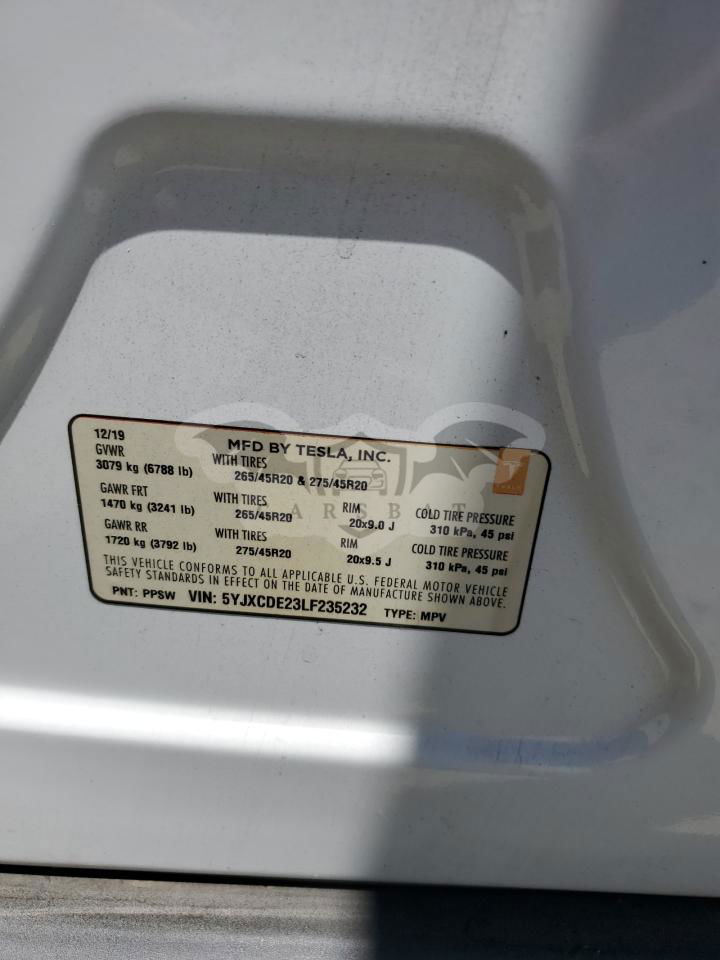 12/19
MFD BY TESLA, INC.
GVWR
3079 kg (6788 lb)
WITH TIRES
265/45R20 & 275/45R20
TESLA
GAWR FRT
1470 kg (3241 lb)
WITH TIRES
265/45R20
RIM
20x9.0 J
COLD TIRE PRESSURE
310 kPa, 45 psi
GAWR RR
1720 kg (3792 lb)
WITH TIRES
275/45R20
RIM
20x9.5 J
COLD TIRE PRESSURE
310 kPa, 45 psi
THIS VEHICLE CONFORMS TO ALL APPLICABLE U.S. FEDERAL MOTOR VEHICLE
SAFETY STANDARDS IN EFFECT ON THE DATE OF MANUFACTURE SHOWN ABOVE.
PNT: PPSW VIN: 5YJXCDE23LF235232 TYPE: MPV
CARSBAT